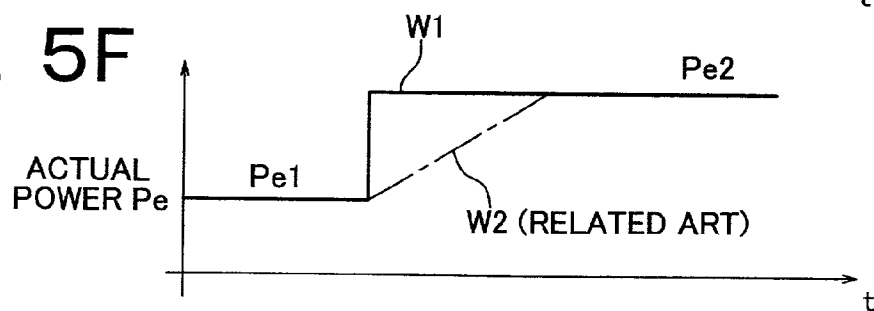 5F
W1
Pe2
ACTUAL
POWER Pe
Pe1
W2 (RELATED ART)
t